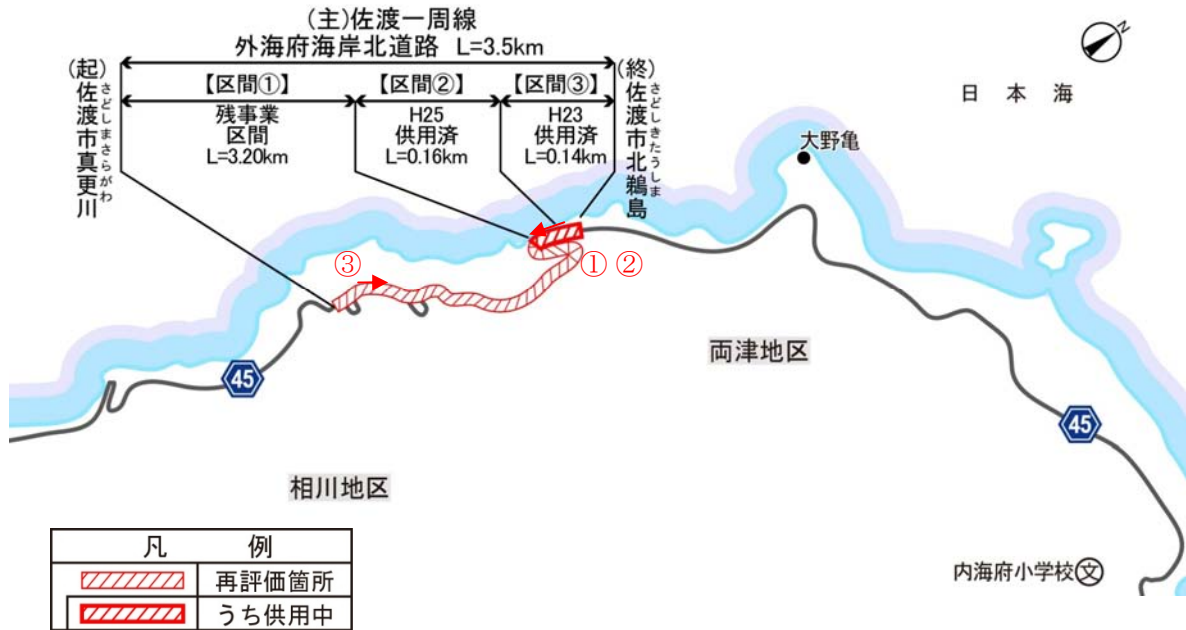 (主)佐渡一周線
外海府海岸北道路 L=3.5km
(起)佐渡市真更川
さどしまさらがわ
【区間①】
残事業
区間
L=3.20km
【区間②】
H25
供用済
L=0.16km
【区間③】
H23
供用済
L=0.14km
(終)佐渡市北鵜島
さどしきたうしま
N
日本海
大野亀
③
① ②
両津地区
45
45
相川地区
内海府小学校
文
凡例
再評価箇所
うち供用中